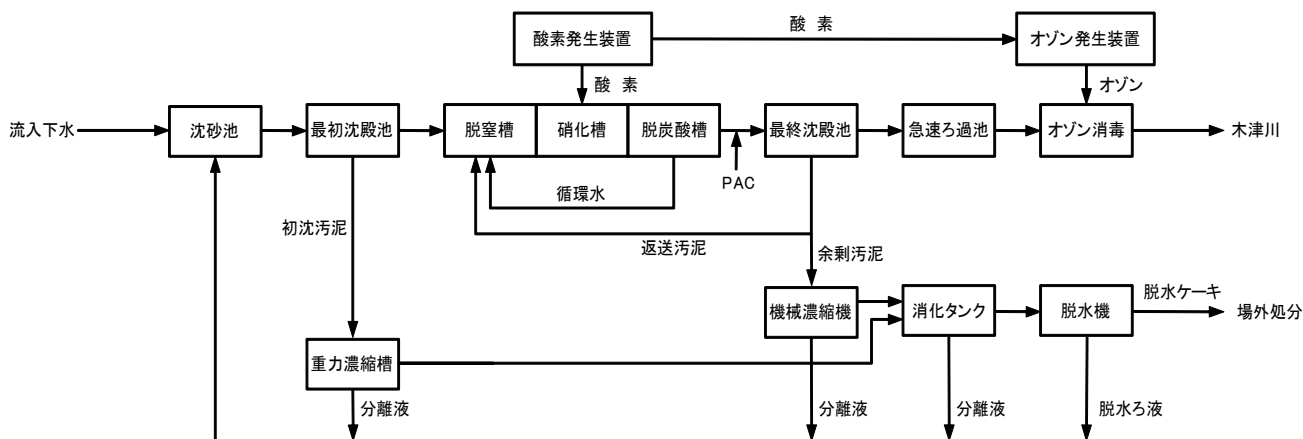 酸 素
酸素発生装置
オゾン発生装置
酸 素
オゾン
流入下水
沈砂池
最初沈殿池
脱窒槽
硝化槽
脱炭酸槽
最終沈殿池
急速ろ過池
オゾン消毒
木津川
PAC
循環水
初沈汚泥
返送汚泥
余剰汚泥
機械濃縮機
消化タンク
脱水機
脱水ケーキ
場外処分
重力濃縮槽
分離液
分離液
分離液
脱水ろ液